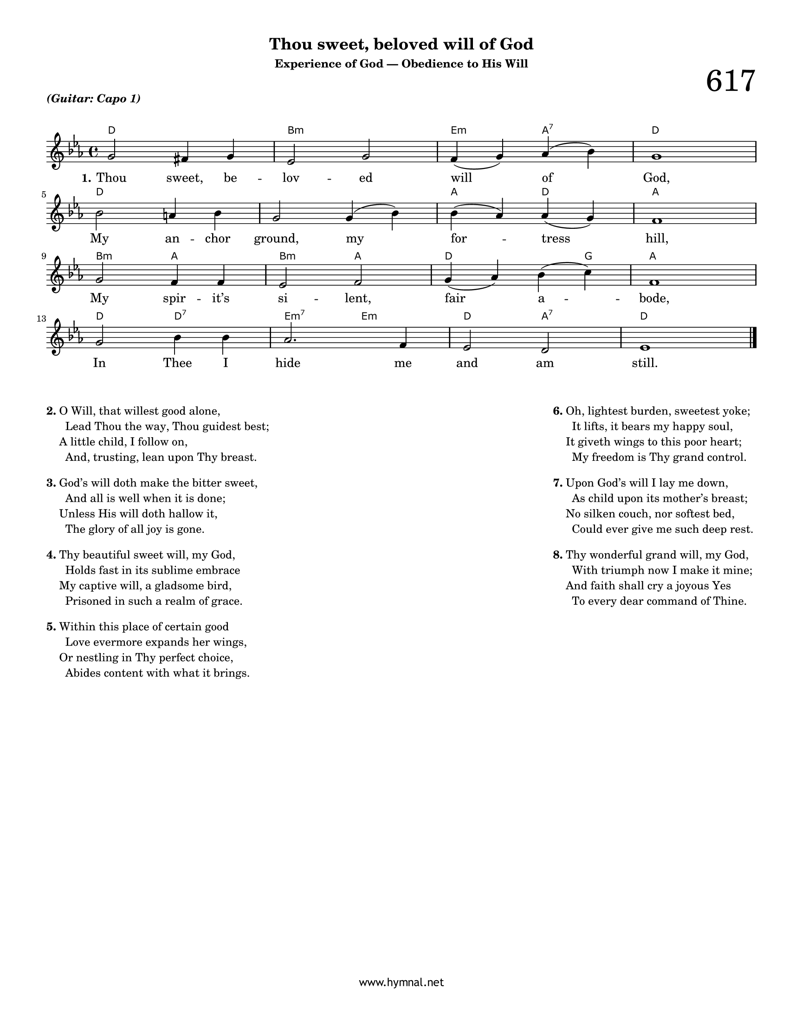 Thou sweet, beloved will of God
Experience of God — Obedience to His Will
617
(Guitar: Capo 1)
D Bm Em A7 D
1. Thou sweet, be - lov - ed will of God,
5 D A D A
My an - chor ground, my for - tress hill,
9 Bm A Bm A D G A
My spir - it's si - lent, fair a - - bode,
13 D D7 Em7 Em D A7 D
In Thee I hide me and am still.
2. O Will, that willest good alone,
Lead Thou the way, Thou guidest best;
A little child, I follow on,
And, trusting, lean upon Thy breast.
3. God's will doth make the bitter sweet,
And all is well when it is done;
Unless His will doth hallow it,
The glory of all joy is gone.
4. Thy beautiful sweet will, my God,
Holds fast in its sublime embrace
My captive will, a gladsome bird,
Prisoned in such a realm of grace.
5. Within this place of certain good
Love evermore expands her wings,
Or nestling in Thy perfect choice,
Abides content with what it brings.
6. Oh, lightest burden, sweetest yoke;
It lifts, it bears my happy soul,
It giveth wings to this poor heart;
My freedom is Thy grand control.
7. Upon God's will I lay me down,
As child upon its mother's breast;
No silken couch, nor softest bed,
Could ever give me such deep rest.
8. Thy wonderful grand will, my God,
With triumph now I make it mine;
And faith shall cry a joyous Yes
To every dear command of Thine.
www.hymnal.net